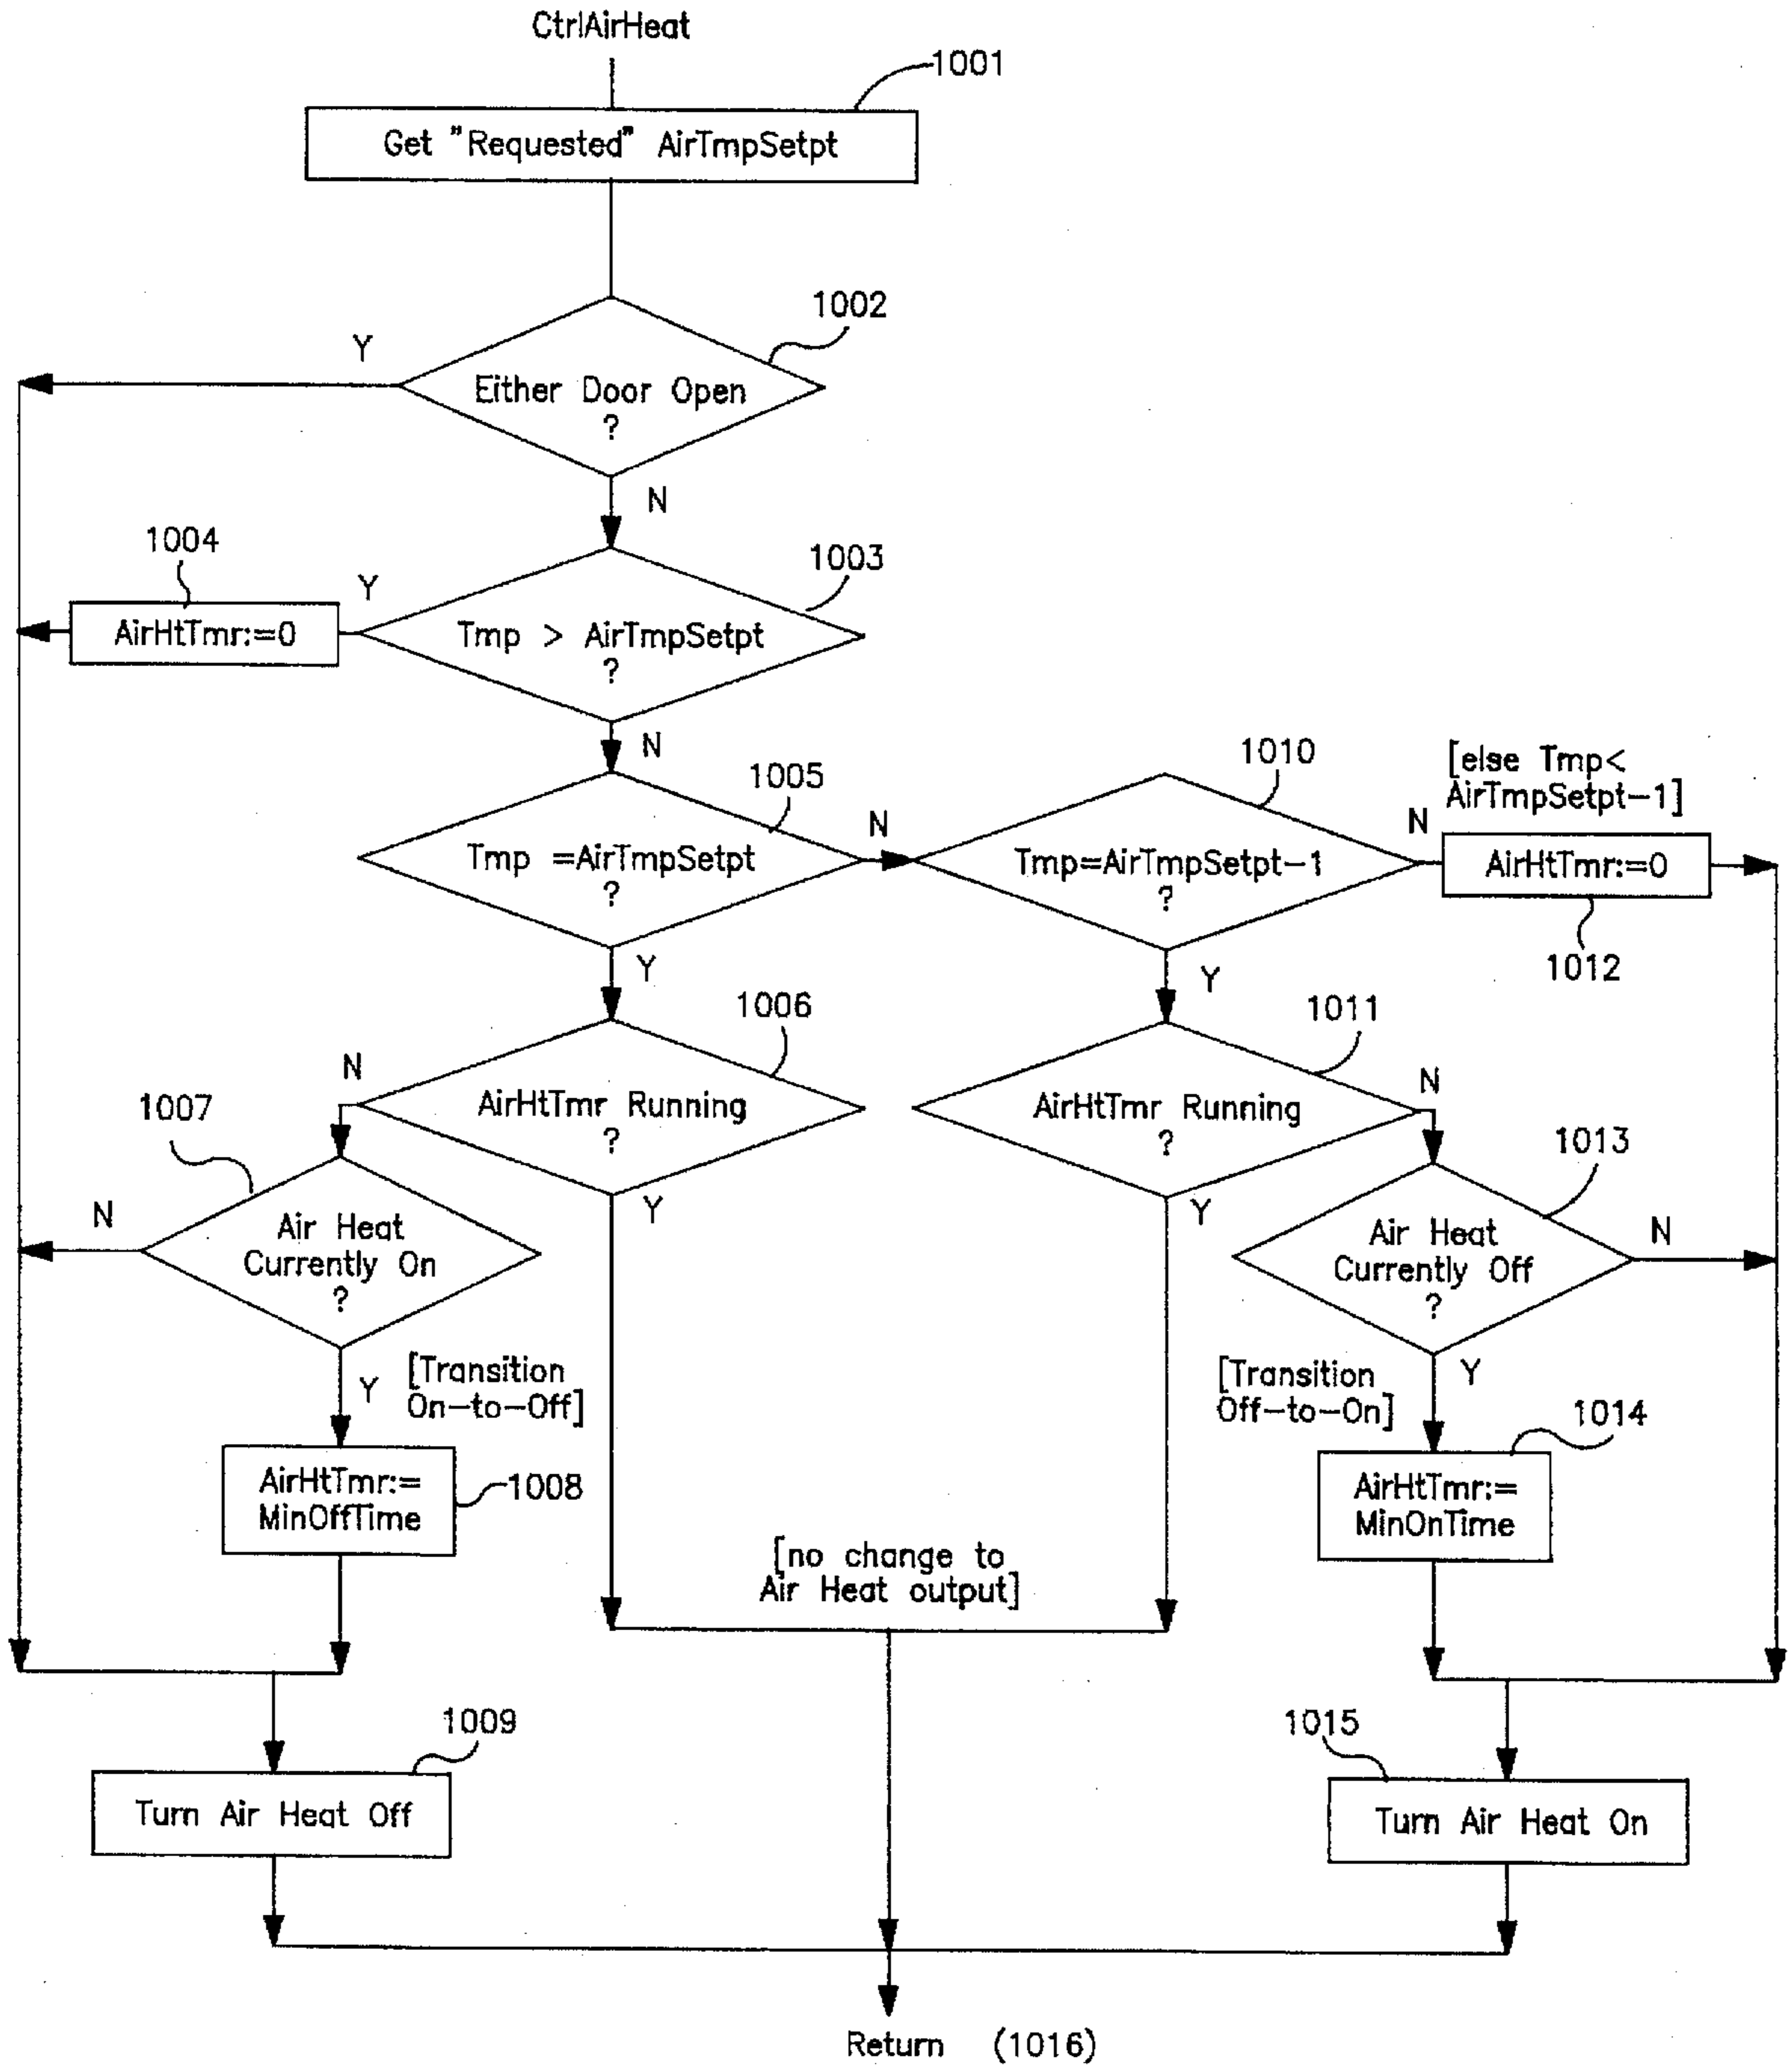 CtrlAirHeat
1001
Get "Requested" AirTmpSetpt
1002
Y
Either Door Open
?
N
1004
1003
Y
AirHtTmr:=0
Tmp > AirTmpSetpt
?
N
1005
1010
[else Tmp<
AirTmpSetpt-1]
N
N
Tmp =AirTmpSetpt
?
Tmp=AirTmpSetpt-1
?
AirHtTmr:=0
1012
Y
Y
1006
1011
N
N
AirHtTmr Running
?
AirHtTmr Running
?
1007
1013
Y
Y
N
Air Heat
Currently On
?
Air Heat
Currently Off
?
N
Y
[Transition
On-to-Off]
[Transition
Off-to-On]
Y
1014
AirHtTmr:=
MinOffTime
1008
AirHtTmr:=
MinOnTime
[no change to
Air Heat output]
1009
1015
Turn Air Heat Off
Turn Air Heat On
Return (1016)